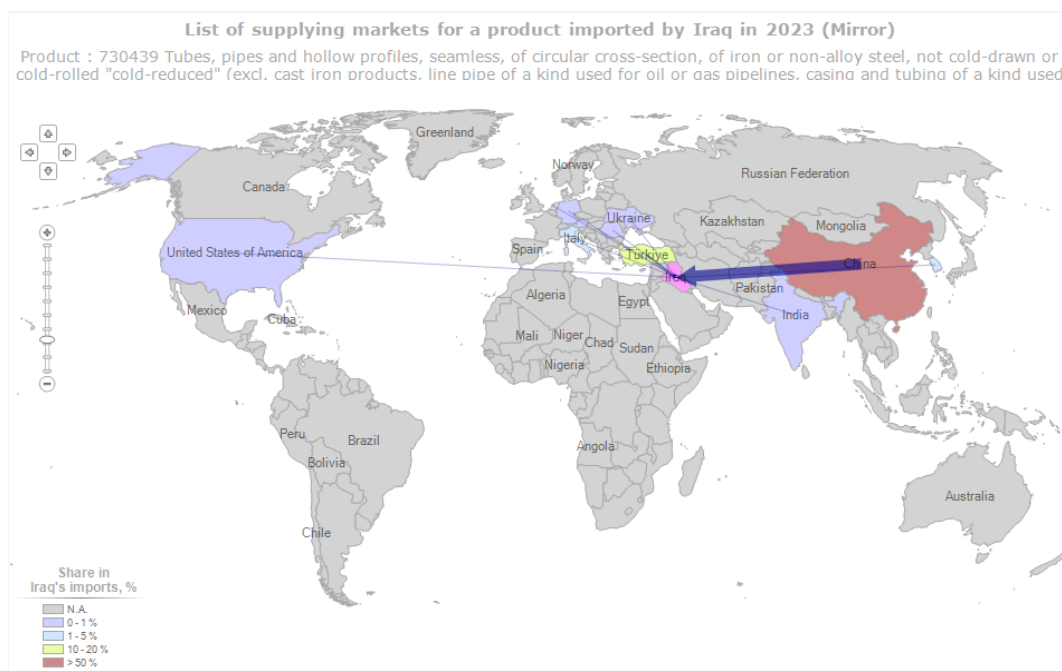 List of supplying markets for a product imported by Iraq in 2023 (Mirror)
Product : 730439 Tubes, pipes and hollow profiles, seamless, of circular cross-section, of iron or non-alloy steel, not cold-drawn or
cold-rolled "cold-reduced" (excl. cast iron products, line pipe of a kind used for oil or gas pipelines, casing and tubing of a kind used
Greenland
Norway
Russian Federation
Canada
Ukraine
Kazakhstan
Mongolia
Italy
Spain
United States of America
Türkiye
China
Iraq
Pakistan
Algeria
Egypt
Mexico
Cuba
India
Mali
Niger
Chad
Sudan
Nigeria
Ethiopia
Peru
Brazil
Angola
Bolivia
Australia
Chile
Share in
Iraq's imports, %
N.A.
0 - 1 %
1 - 5 %
10 - 20 %
> 50 %